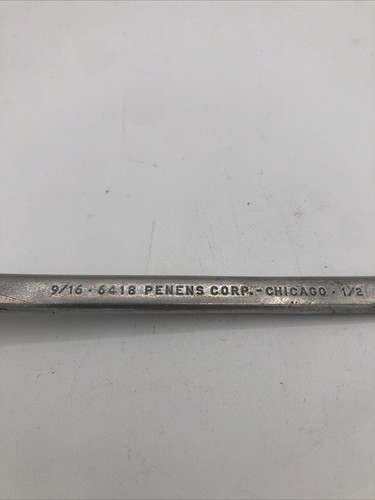 9/16 · 6418 PENENS CORP.-CHICAGO · 1/2